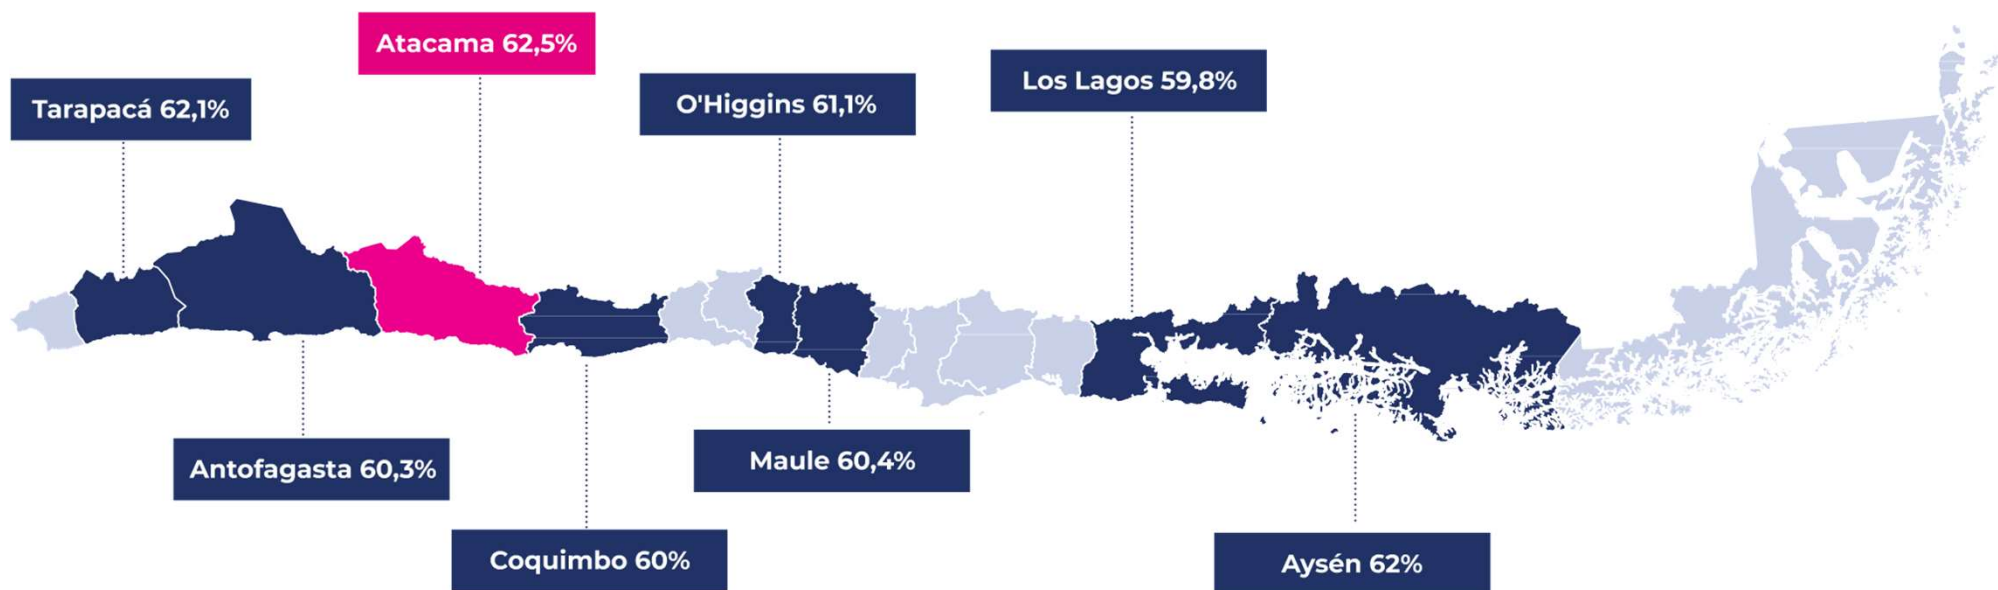 Atacama 62,5%
Tarapacá 62,1%
O'Higgins 61,1%
Los Lagos 59,8%
Antofagasta 60,3%
Maule 60,4%
Coquimbo 60%
Aysén 62%